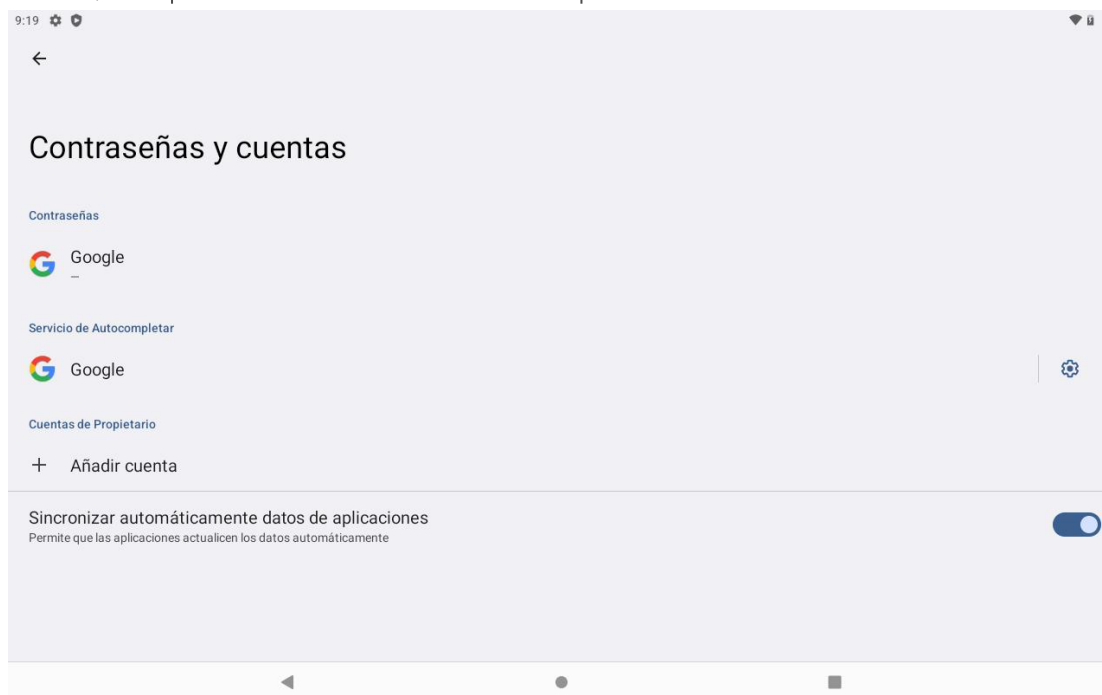 9:19
Contraseñas y cuentas
Contraseñas
Google
--
Servicio de Autocompletar
Google
Cuentas de Propietario
Añadir cuenta
Sincronizar automáticamente datos de aplicaciones
Permite que las aplicaciones actualicen los datos automáticamente